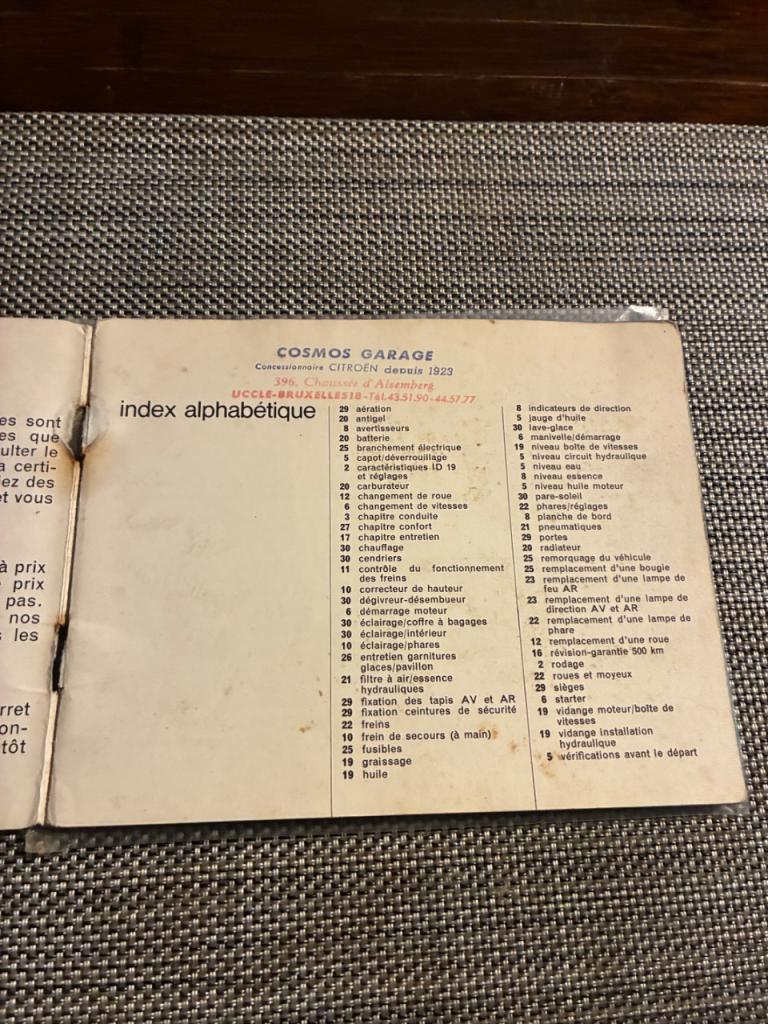 es sont
es que
ulter le
a certi-
iez des
et vous
à prix
prix
pas.
nos
les
rret
on-
tôt
COSMOS GARAGE
Concessionnaire CITROËN depuis 1923
396, Chaussée d'Alsemberg
UCCLE-BRUXELLES 18 - Tél. 43.51.90 - 44.57.77
index alphabétique
29 aération
20 antigel
8 avertisseurs
20 batterie
25 branchement électrique
5 capot/déverrouillage
2 caractéristiques ID 19
et réglages
20 carburateur
12 changement de roue
6 changement de vitesses
3 chapitre conduite
27 chapitre confort
17 chapitre entretien
30 chauffage
30 cendriers
11 contrôle du fonctionnement
des freins
10 correcteur de hauteur
30 dégivreur-désembueur
6 démarrage moteur
30 éclairage/coffre à bagages
30 éclairage/intérieur
10 éclairage/phares
26 entretien garnitures
glaces/pavillon
21 filtre à air/essence
hydrauliques
29 fixation des tapis AV et AR
29 fixation ceintures de sécurité
22 freins
10 frein de secours (à main)
25 fusibles
19 graissage
19 huile
8 indicateurs de direction
5 jauge d'huile
30 lave-glace
6 manivelle/démarrage
19 niveau boîte de vitesses
5 niveau circuit hydraulique
5 niveau eau
8 niveau essence
5 niveau huile moteur
30 pare-soleil
22 phares/réglages
8 planche de bord
21 pneumatiques
29 portes
20 radiateur
25 remorquage du véhicule
25 remplacement d'une bougie
23 remplacement d'une lampe de
feu AR
23 remplacement d'une lampe de
direction AV et AR
22 remplacement d'une lampe de
phare
12 remplacement d'une roue
16 révision-garantie 500 km
2 rodage
22 roues et moyeux
29 sièges
6 starter
19 vidange moteur/boîte de
vitesses
19 vidange installation
hydraulique
5 vérifications avant le départ